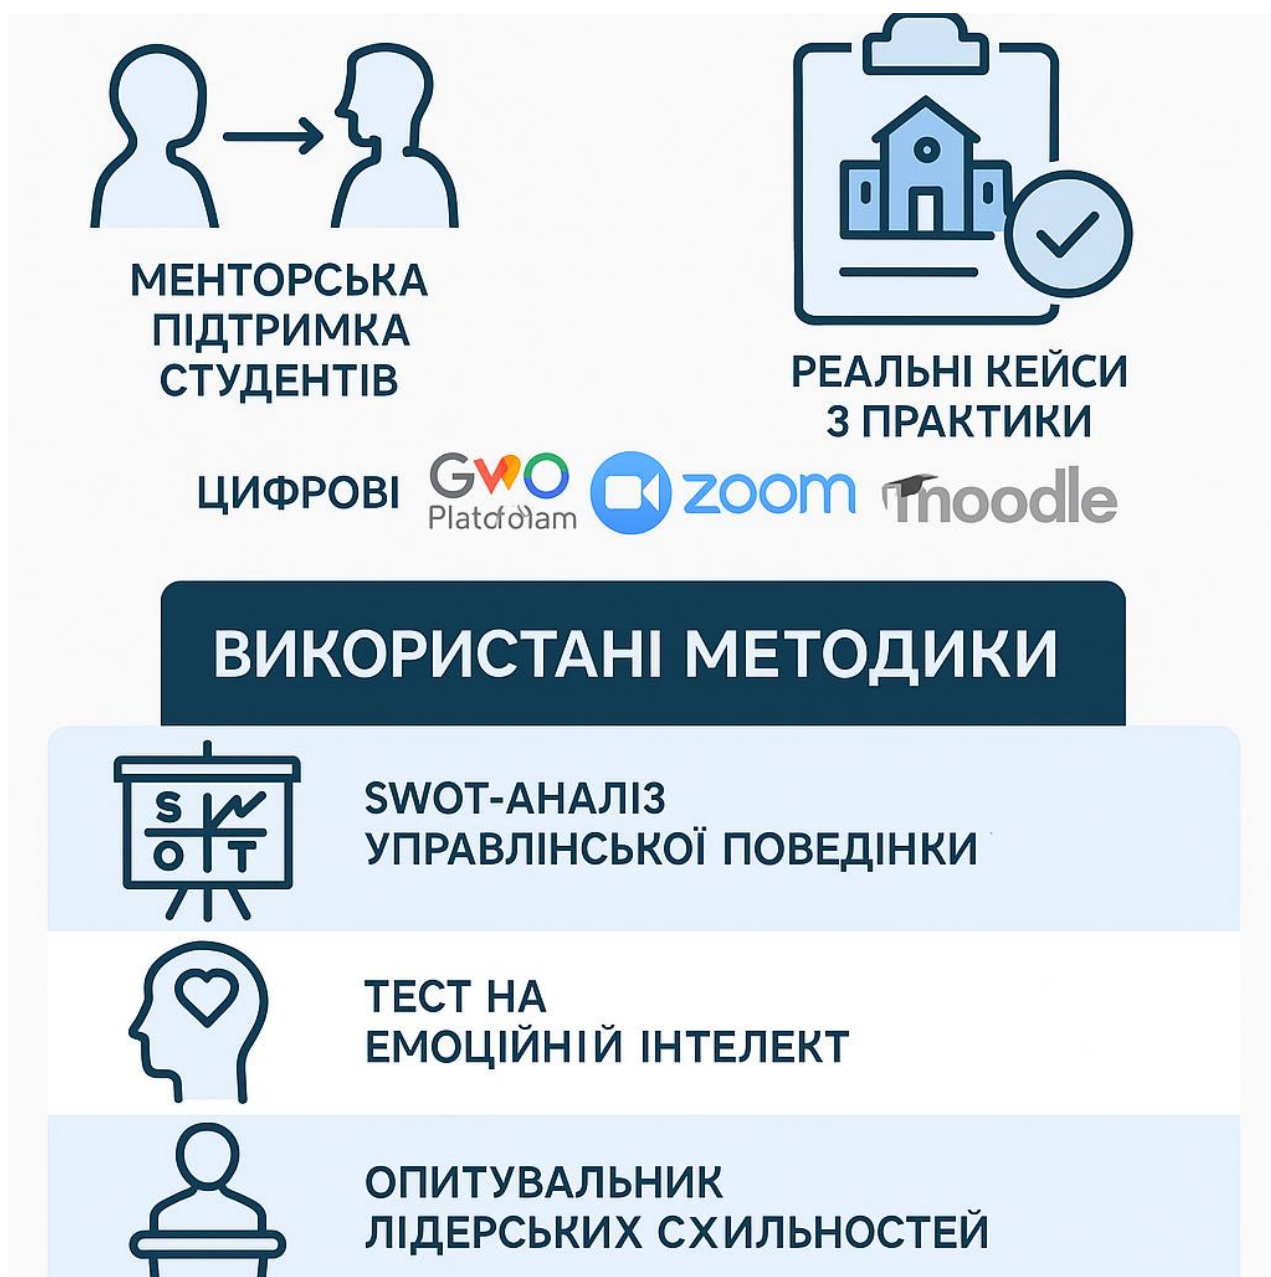 МЕНТОРСЬКА
ПІДТРИМКА
СТУДЕНТІВ
РЕАЛЬНІ КЕЙСИ
З ПРАКТИКИ
ЦИФРОВІ GWO zoom moodle
ВИКОРИСТАНІ МЕТОДИКИ
S
O T
SWOT-АНАЛІЗ
УПРАВЛІНСЬКОЇ ПОВЕДІНКИ
ТЕСТ НА
ЕМОЦІЙНІЙ ІНТЕЛЕКТ
ОПИТУВАЛЬНИК
ЛІДЕРСЬКИХ СХИЛЬНОСТЕЙ